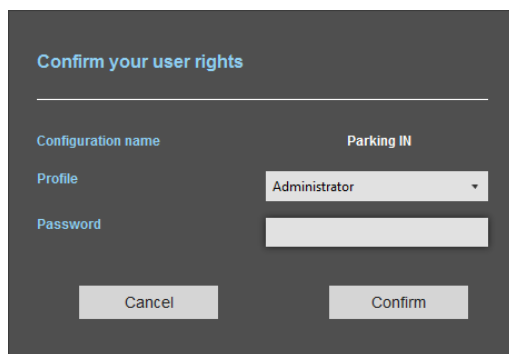 Confirm your user rights
Configuration name Parking IN
Profile Administrator
Password
Cancel Confirm